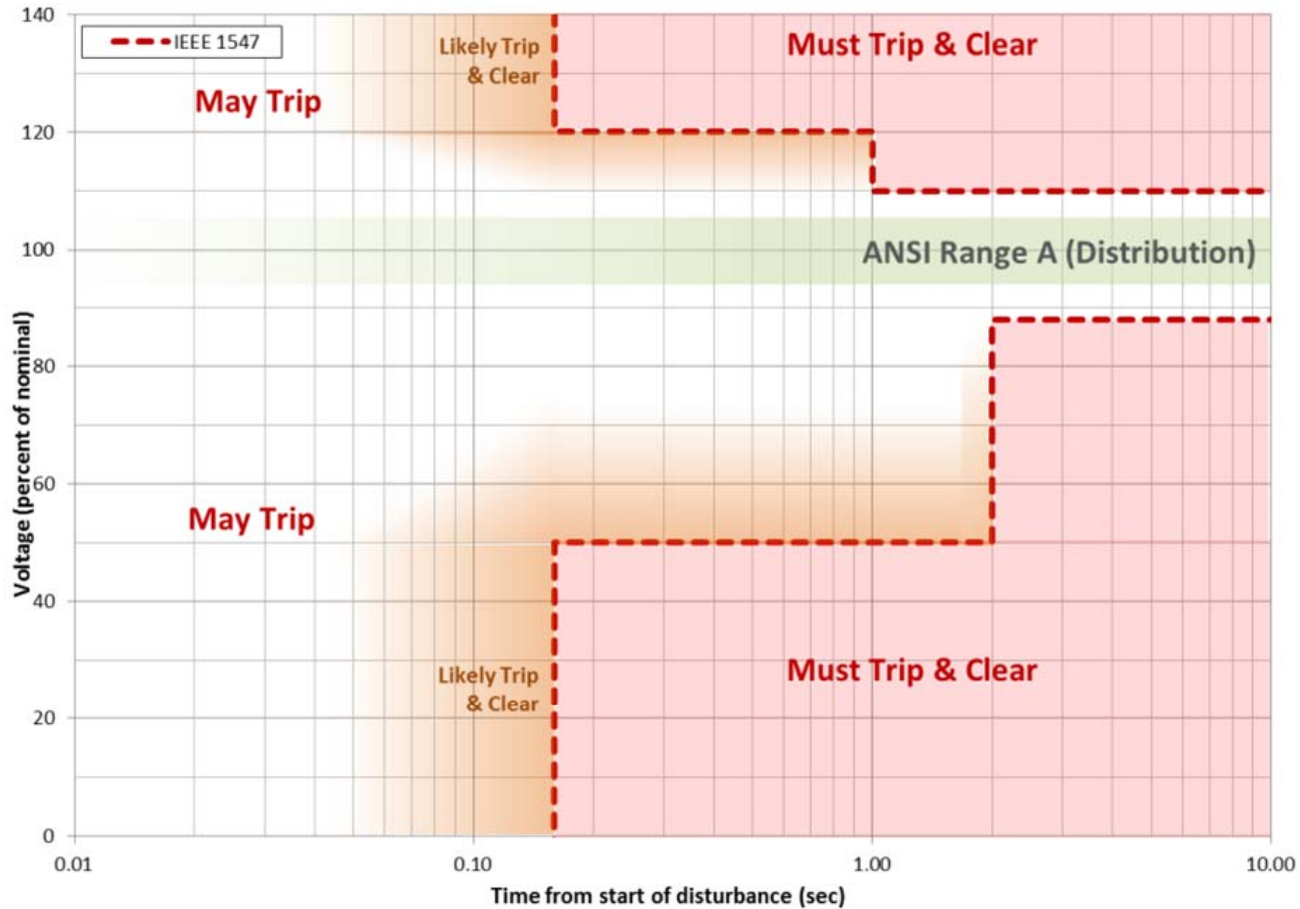 140
IEEE 1547
Likely Trip
& Clear
Must Trip & Clear
May Trip
120
100
ANSI Range A (Distribution)
80
60
May Trip
40
Likely Trip
& Clear
Must Trip & Clear
20
0
Voltage (percent of nominal)
0.01
0.10
1.00
10.00
Time from start of disturbance (sec)